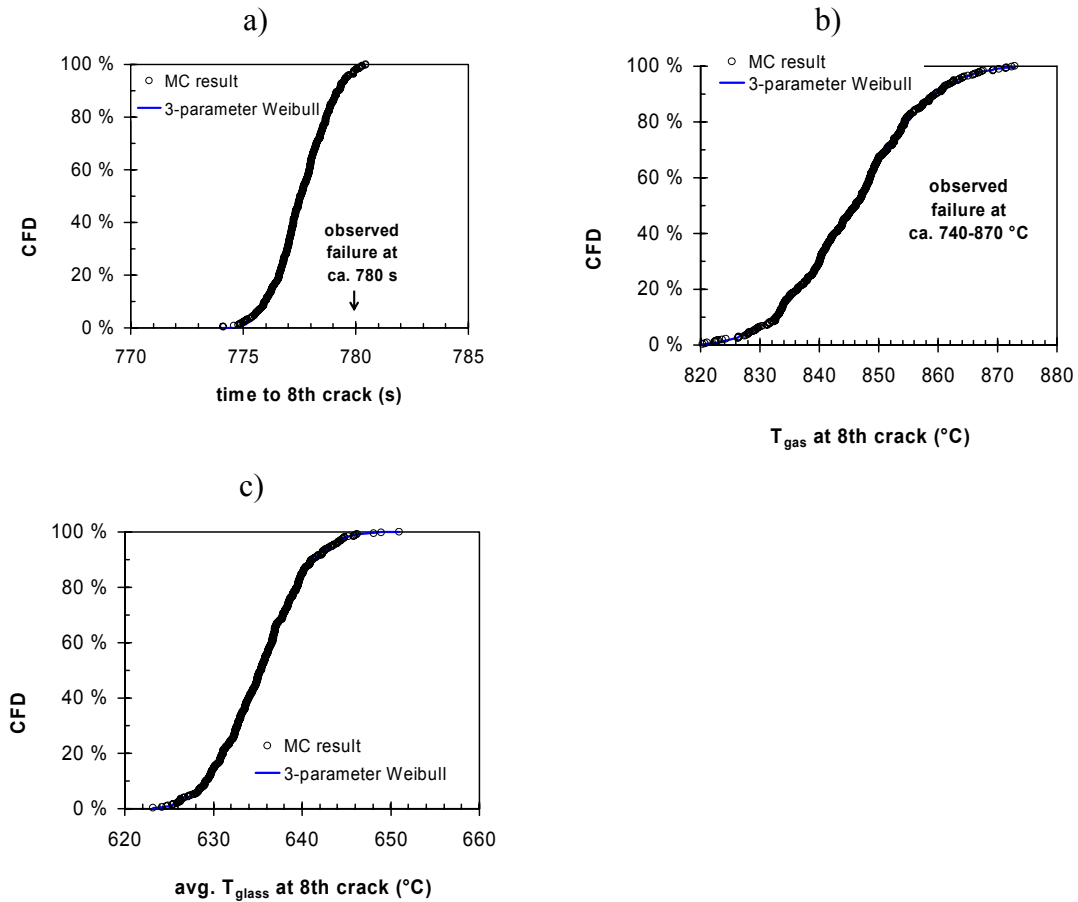 a)
100 %
80 %
60 %
40 %
20 %
0 %
CFD
MC result
3-parameter Weibull
observed
failure at
ca. 780 s
770 775 780 785
time to 8th crack (s)
b)
100 %
80 %
60 %
40 %
20 %
0 %
CFD
MC result
3-parameter Weibull
observed
failure at
ca. 740-870 °C
820 830 840 850 860 870 880
Tgas at 8th crack (°C)
c)
100 %
80 %
60 %
40 %
20 %
0 %
CFD
MC result
3-parameter Weibull
620 630 640 650 660
avg. Tglass at 8th crack (°C)